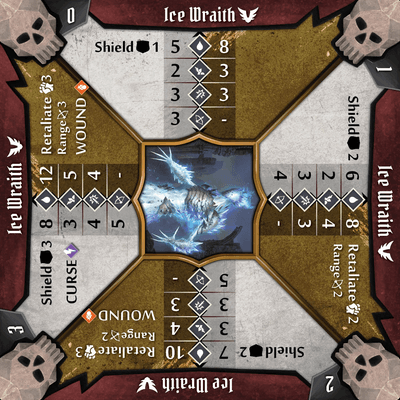 0
Ice Wraith
Shield 1
5 8
2 3
3 3
3 -
1
Ice Wraith
Shield 2
6 8
2 4
3 3
4 -
Retaliate 2
Range 2
2
Ice Wraith
Shield 2
7 10
3 4
3 3
5 -
Retaliate 3
Range 2
WOUND
3
Ice Wraith
Shield 3
CURSE
8 12
3 5
4 4
5 -
Retaliate 3
Range 3
WOUND